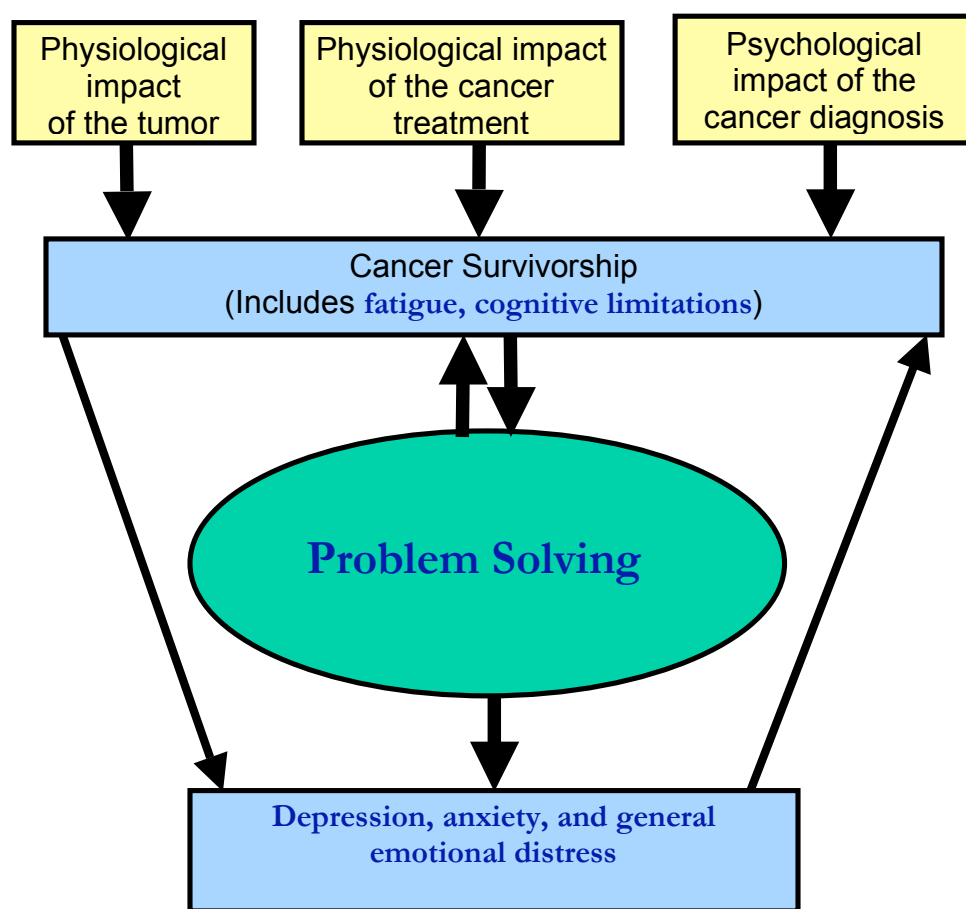 Physiological
impact
of the tumor
Physiological impact
of the cancer
treatment
Psychological
impact of the
cancer diagnosis
Cancer Survivorship
(Includes fatigue, cognitive limitations)
Problem Solving
Depression, anxiety, and general
emotional distress